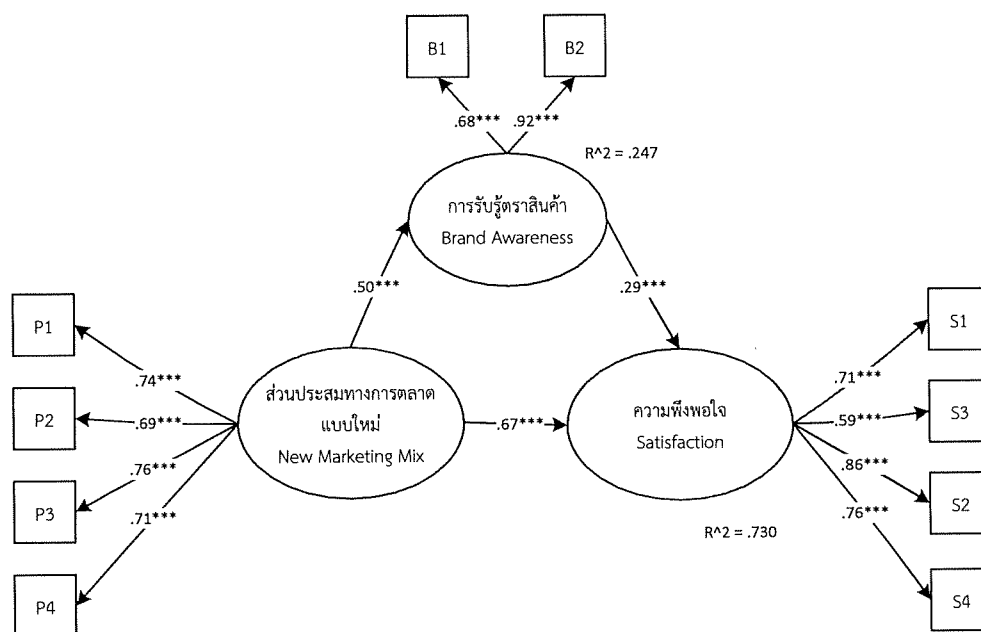 B1
B2
.68***
.92***
R^2 = .247
การรับรู้ตราสินค้า
Brand Awareness
.50***
.29***
P1
P2
P3
P4
.74***
.69***
.76***
.71***
ส่วนประสมทางการตลาด
แบบใหม่
New Marketing Mix
.67***
ความพึงพอใจ
Satisfaction
R^2 = .730
.71***
.59***
.86***
.76***
S1
S3
S2
S4